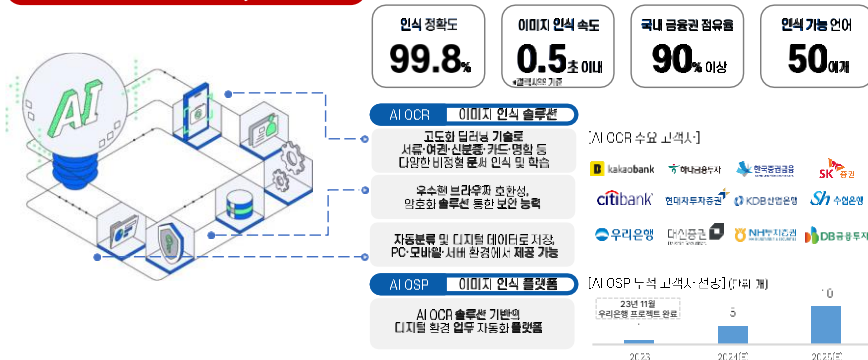 인식 정확도
99.8%
이미지 인식 속도
0.5초 이내
국내 금융권 점유율
90% 이상
인식 가능 언어
50여개
AI
AI OCR 이미지 인식 솔루션
고도화 딥러닝 기술로
서류·여권·신분증·카드·명함 등
다양한 비정형 문서 인식 및 학습
우수한 브라우저 호환성,
암호화 솔루션 통한 보안 능력
자동분류 및 디지털 데이터로 저장,
PC·모바일·서버 환경에서 제공 가능
AI OSP 이미지 인식 플랫폼
AI OCR 솔루션 기반의
디지털 환경 업무 자동화 플랫폼
[AI OCR 주요 고객사]
kakaobank 하나금융투자 한국증권금융 SK증권
citibank 현대차투자증권 KDB산업은행 Sh수협은행
우리은행 대신증권 NH투자증권 DB금융투자
[AI OSP 누적 고객사 전망] (단위: 개)
23년 11월
우리은행 프로젝트 완료
5
10
2023 2024(E) 2025(E)